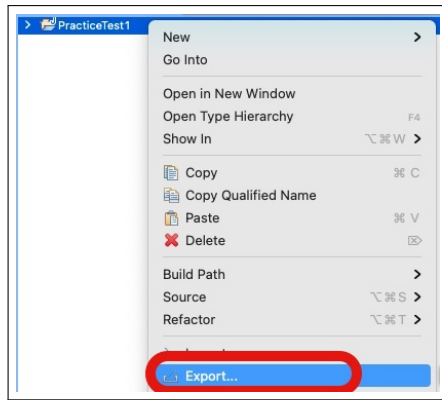 PracticeTest1
New
Go Into
Open in New Window
Open Type Hierarchy F4
Show In ⌥⌘W
Copy ⌘ C
Copy Qualified Name
Paste ⌘ V
Delete ⌦
Build Path
Source ⌥⌘S
Refactor ⌥⌘T
Export...